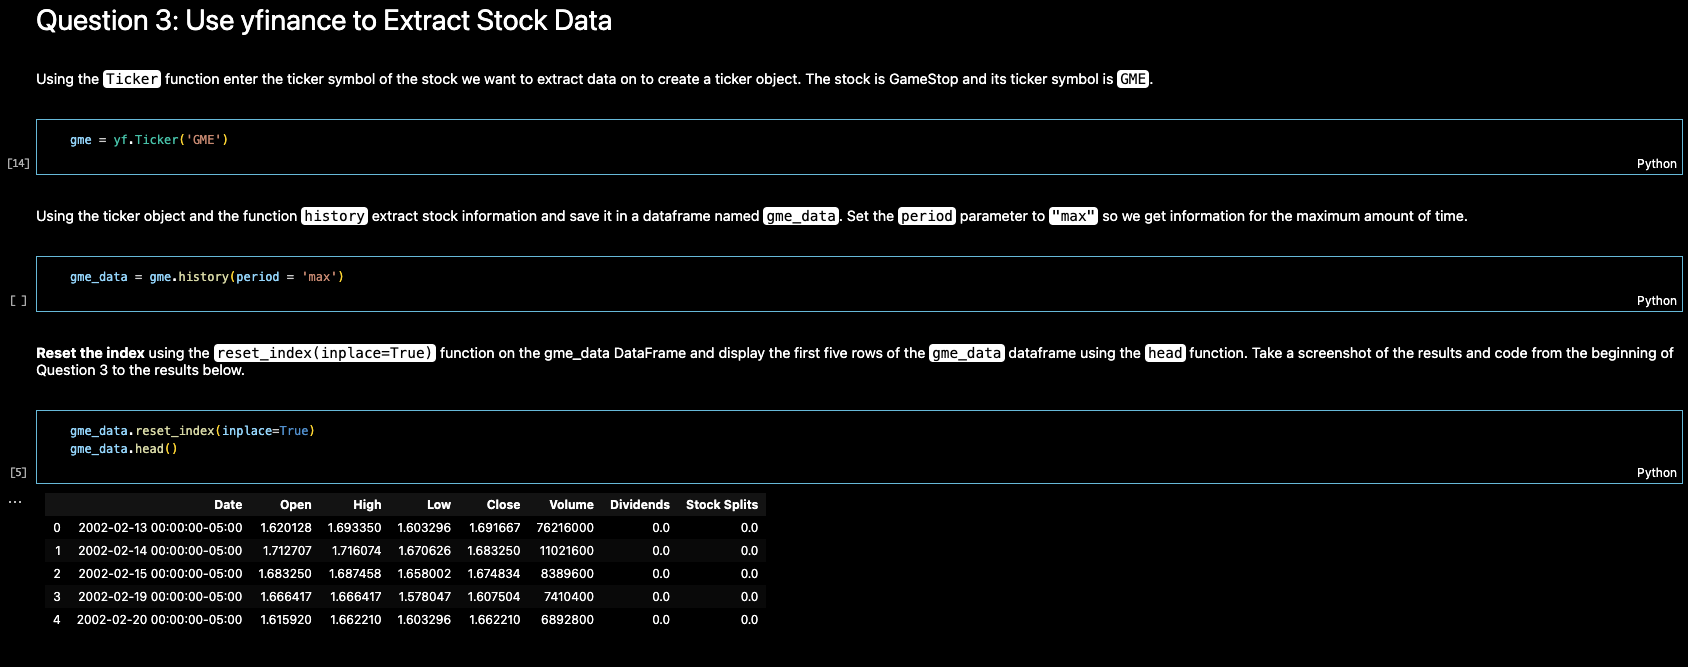 Question 3: Use yfinance to Extract Stock Data
Using the Ticker function enter the ticker symbol of the stock we want to extract data on to create a ticker object. The stock is GameStop and its ticker symbol is GME.
gme = yf.Ticker('GME')
[14]
Python
Using the ticker object and the function history extract stock information and save it in a dataframe named gme_data. Set the period parameter to "max" so we get information for the maximum amount of time.
gme_data = gme.history(period = 'max')
[ ]
Python
Reset the index using the reset_index(inplace=True) function on the gme_data DataFrame and display the first five rows of the gme_data dataframe using the head function. Take a screenshot of the results and code from the beginning of
Question 3 to the results below.
gme_data.reset_index(inplace=True)
gme_data.head()
[5]
Python
...
Date Open High Low Close Volume Dividends Stock Splits
0 2002-02-13 00:00:00-05:00 1.620128 1.693350 1.603296 1.691667 76216000 0.0 0.0
1 2002-02-14 00:00:00-05:00 1.712707 1.716074 1.670626 1.683250 11021600 0.0 0.0
2 2002-02-15 00:00:00-05:00 1.683250 1.687458 1.658002 1.674834 8389600 0.0 0.0
3 2002-02-19 00:00:00-05:00 1.666417 1.666417 1.578047 1.607504 7410400 0.0 0.0
4 2002-02-20 00:00:00-05:00 1.615920 1.662210 1.603296 1.662210 6892800 0.0 0.0